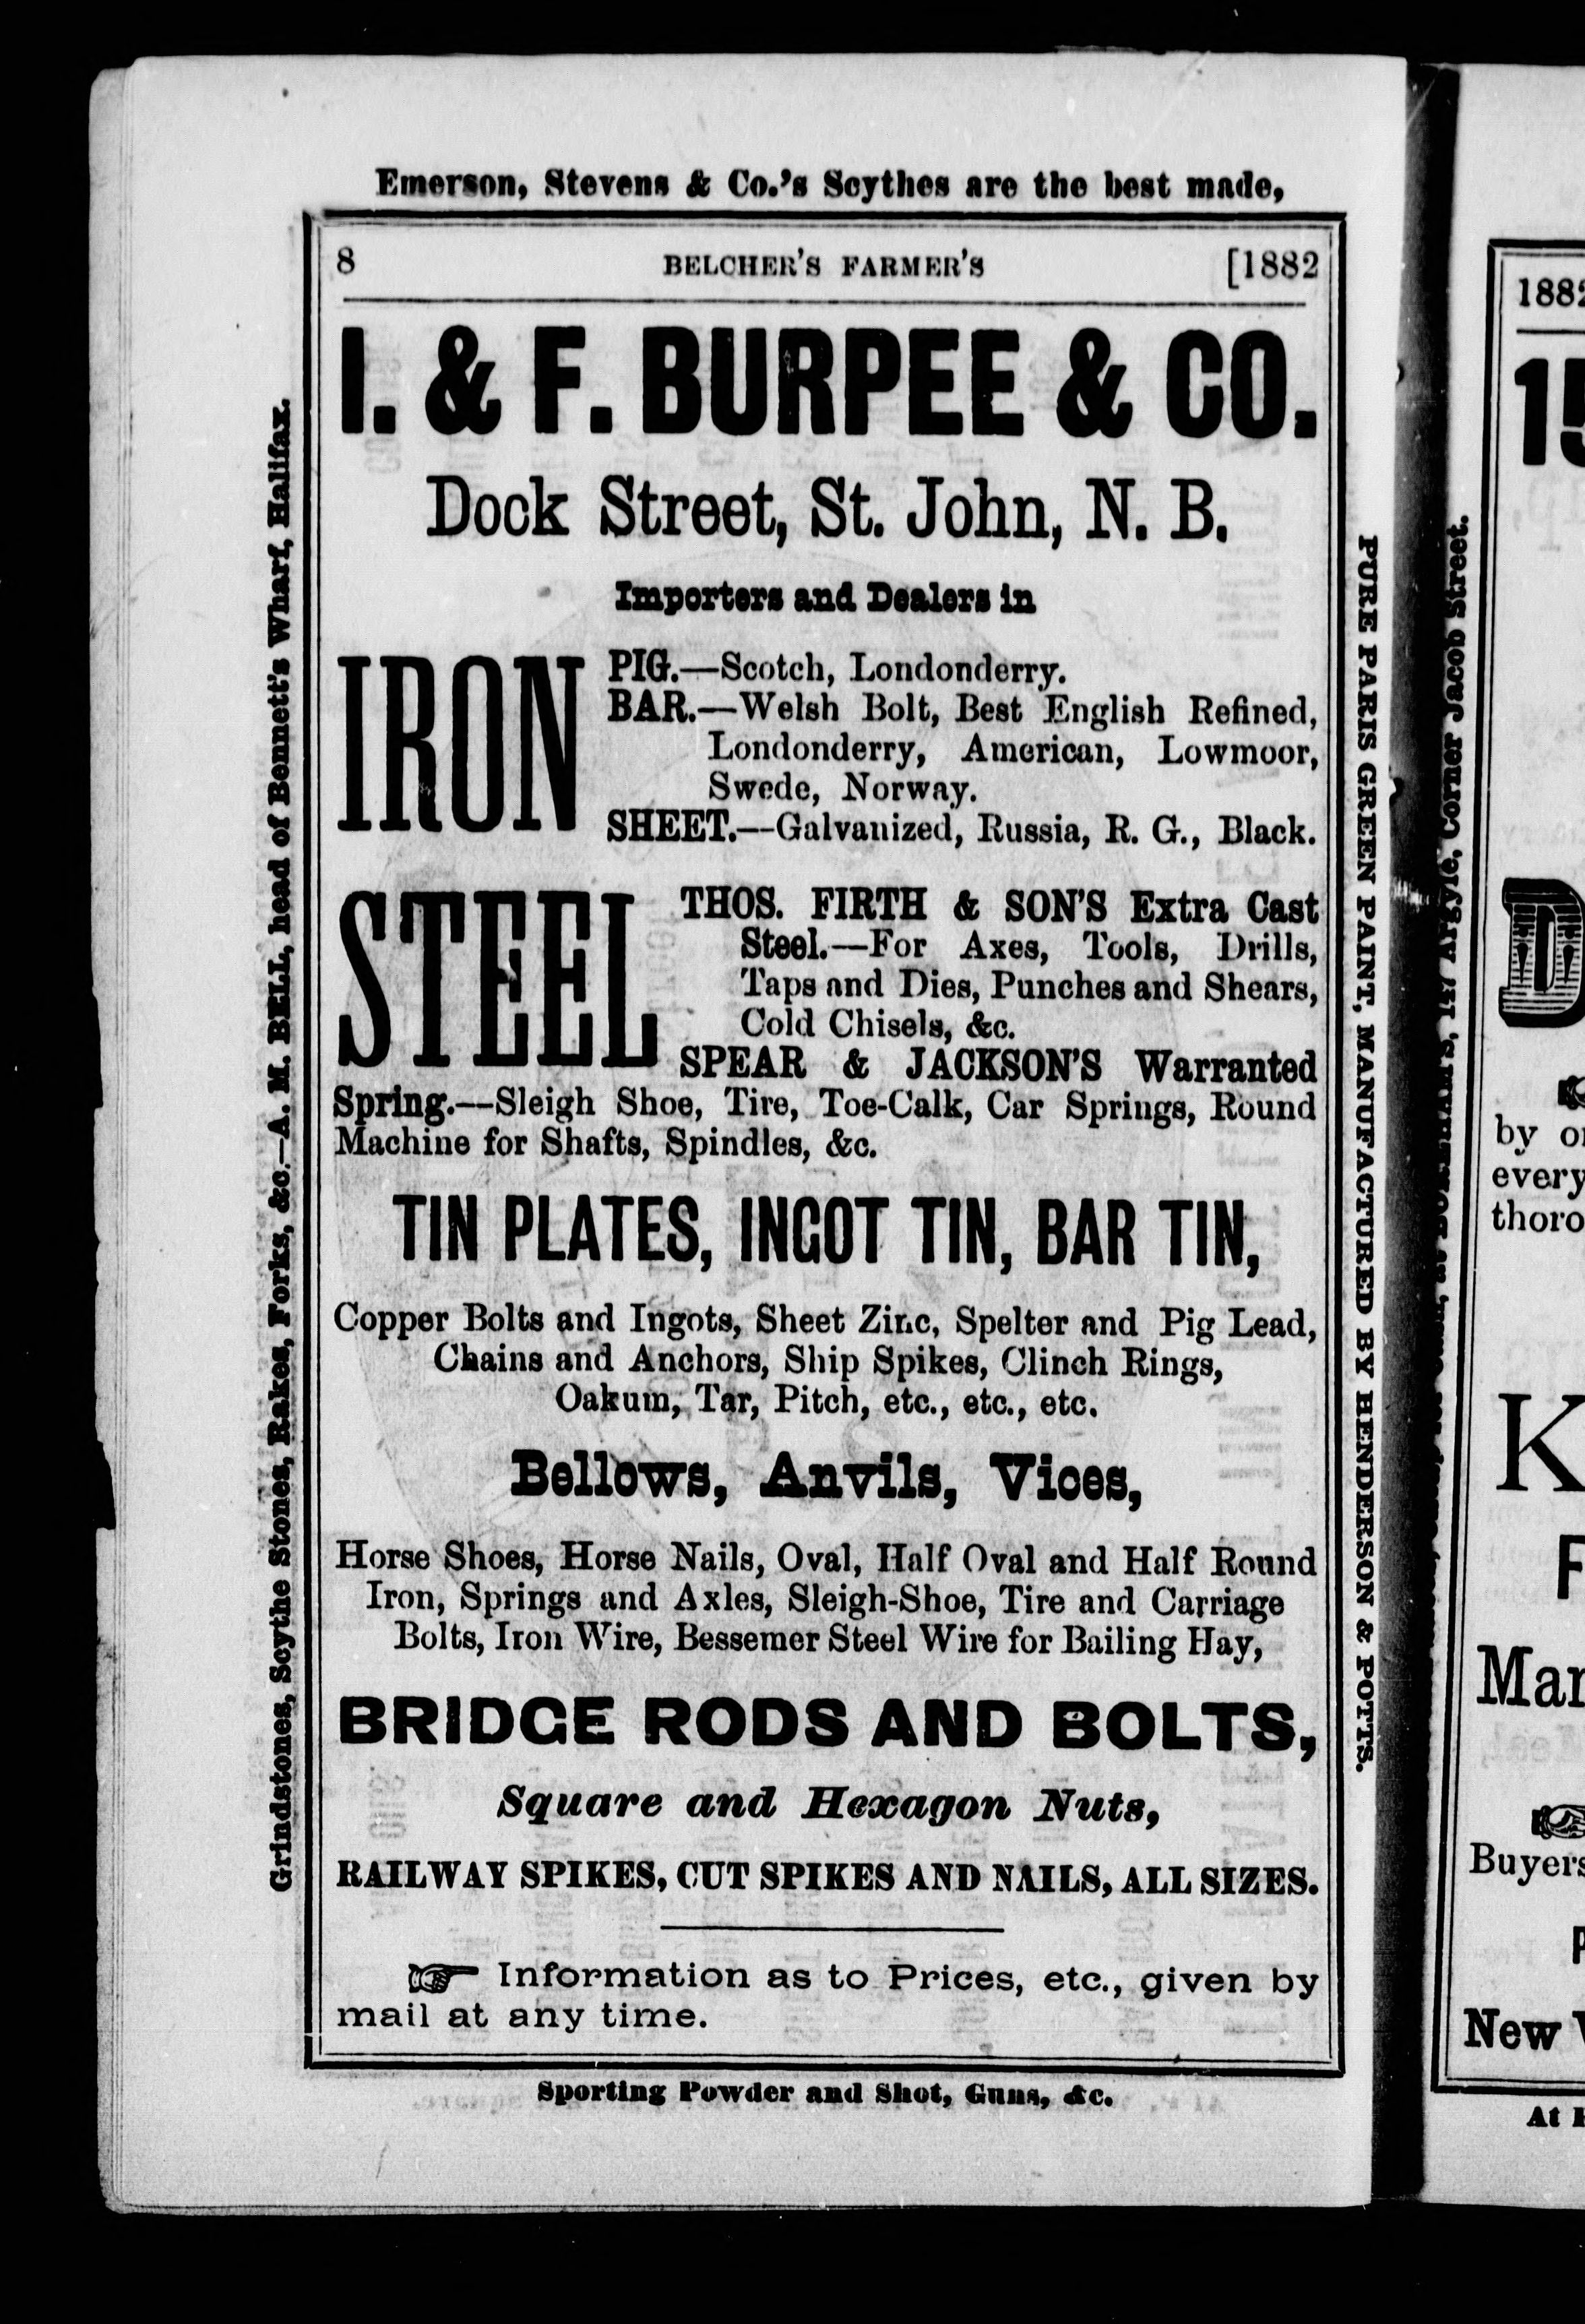 Emerson, Stevens & Co.'s Scythes are the best made,
8 BELCHER'S FARMER'S [1882
I. & F. BURPEE & CO.
Dock Street, St. John, N. B.
Importers and Dealers in
IRON
PIG.—Scotch, Londonderry.
BAR.—Welsh Bolt, Best English Refined,
Londonderry, American, Lowmoor,
Swede, Norway.
SHEET.—Galvanized, Russia, R. G., Black.
STEEL
THOS. FIRTH & SON'S Extra Cast
Steel.—For Axes, Tools, Drills,
Taps and Dies, Punches and Shears,
Cold Chisels, &c.
SPEAR & JACKSON'S Warranted
Spring.—Sleigh Shoe, Tire, Toe-Calk, Car Springs, Round
Machine for Shafts, Spindles, &c.
TIN PLATES, INGOT TIN, BAR TIN,
Copper Bolts and Ingots, Sheet Zinc, Spelter and Pig Lead,
Chains and Anchors, Ship Spikes, Clinch Rings,
Oakum, Tar, Pitch, etc., etc., etc.
Bellows, Anvils, Vices,
Horse Shoes, Horse Nails, Oval, Half Oval and Half Round
Iron, Springs and Axles, Sleigh-Shoe, Tire and Carriage
Bolts, Iron Wire, Bessemer Steel Wire for Bailing Hay,
BRIDGE RODS AND BOLTS,
Square and Hexagon Nuts,
RAILWAY SPIKES, CUT SPIKES AND NAILS, ALL SIZES.
☞ Information as to Prices, etc., given by
mail at any time.
Sporting Powder and Shot, Guns, &c.
Grindstones, Scythe Stones, Rakes, Forks, &c.—A. M. BELL, head of Bennett's Wharf, Halifax.
PURE PARIS GREEN PAINT, MANUFACTURED BY HENDERSON & POTTS.
147 Argyle, Corner Jacob Street.
1882
15
D
by
every
thoro
K
F
Mar
Buyers
P
New
At